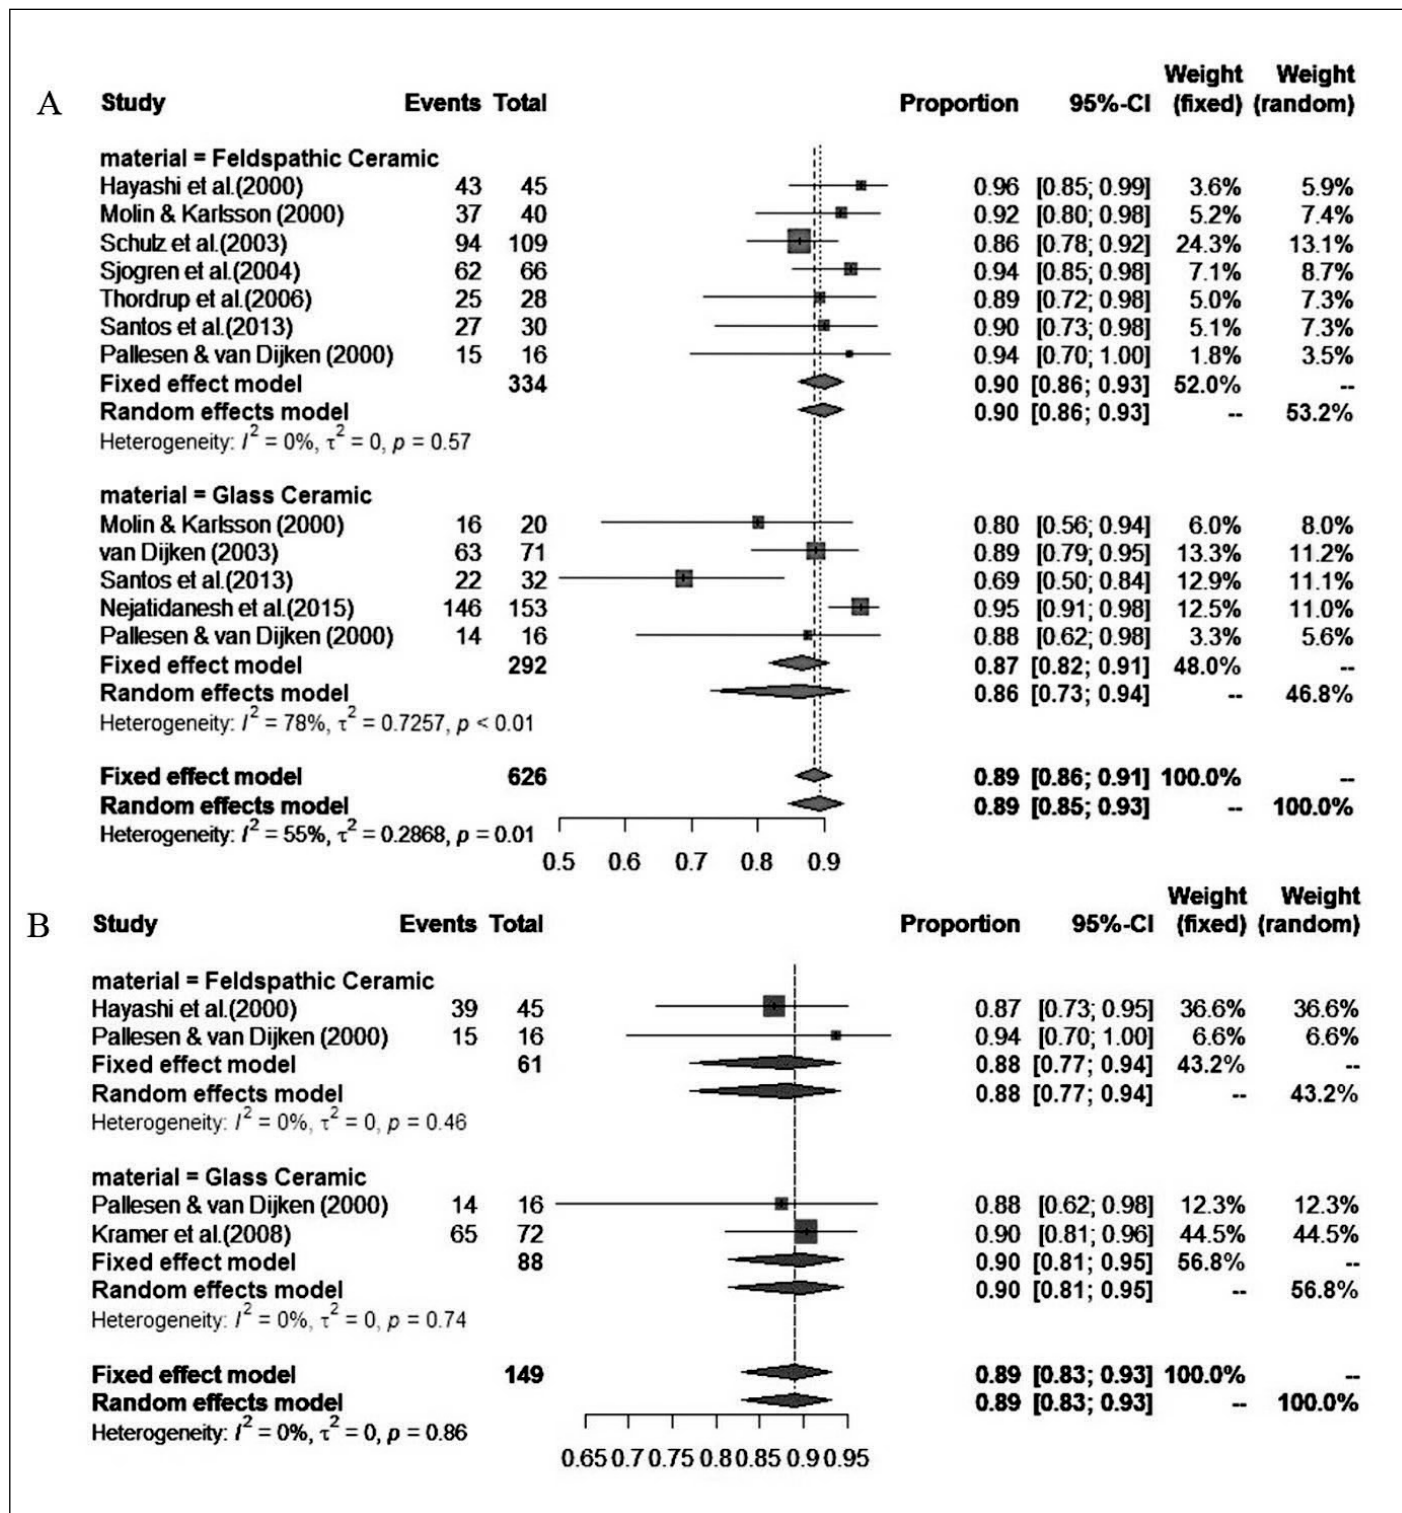 Weight Weight
A Study Events Total Proportion 95%-CI (fixed) (random)
material = Feldspathic Ceramic
Hayashi et al.(2000) 43 45 0.96 [0.85; 0.99] 3.6% 5.9%
Molin & Karlsson (2000) 37 40 0.92 [0.80; 0.98] 5.2% 7.4%
Schulz et al.(2003) 94 109 0.86 [0.78; 0.92] 24.3% 13.1%
Sjogren et al.(2004) 62 66 0.94 [0.85; 0.98] 7.1% 8.7%
Thordrup et al.(2006) 25 28 0.89 [0.72; 0.98] 5.0% 7.3%
Santos et al.(2013) 27 30 0.90 [0.73; 0.98] 5.1% 7.3%
Pallesen & van Dijken (2000) 15 16 0.94 [0.70; 1.00] 1.8% 3.5%
Fixed effect model 334 0.90 [0.86; 0.93] 52.0% --
Random effects model 0.90 [0.86; 0.93] -- 53.2%
Heterogeneity: I² = 0%, τ² = 0, p = 0.57
material = Glass Ceramic
Molin & Karlsson (2000) 16 20 0.80 [0.56; 0.94] 6.0% 8.0%
van Dijken (2003) 63 71 0.89 [0.79; 0.95] 13.3% 11.2%
Santos et al.(2013) 22 32 0.69 [0.50; 0.84] 12.9% 11.1%
Nejatidanesh et al.(2015) 146 153 0.95 [0.91; 0.98] 12.5% 11.0%
Pallesen & van Dijken (2000) 14 16 0.88 [0.62; 0.98] 3.3% 5.6%
Fixed effect model 292 0.87 [0.82; 0.91] 48.0% --
Random effects model 0.86 [0.73; 0.94] -- 46.8%
Heterogeneity: I² = 78%, τ² = 0.7257, p < 0.01
Fixed effect model 626 0.89 [0.86; 0.91] 100.0% --
Random effects model 0.89 [0.85; 0.93] -- 100.0%
Heterogeneity: I² = 55%, τ² = 0.2868, p = 0.01
0.5 0.6 0.7 0.8 0.9
Weight Weight
B Study Events Total Proportion 95%-CI (fixed) (random)
material = Feldspathic Ceramic
Hayashi et al.(2000) 39 45 0.87 [0.73; 0.95] 36.6% 36.6%
Pallesen & van Dijken (2000) 15 16 0.94 [0.70; 1.00] 6.6% 6.6%
Fixed effect model 61 0.88 [0.77; 0.94] 43.2% --
Random effects model 0.88 [0.77; 0.94] -- 43.2%
Heterogeneity: I² = 0%, τ² = 0, p = 0.46
material = Glass Ceramic
Pallesen & van Dijken (2000) 14 16 0.88 [0.62; 0.98] 12.3% 12.3%
Kramer et al.(2008) 65 72 0.90 [0.81; 0.96] 44.5% 44.5%
Fixed effect model 88 0.90 [0.81; 0.95] 56.8% --
Random effects model 0.90 [0.81; 0.95] -- 56.8%
Heterogeneity: I² = 0%, τ² = 0, p = 0.74
Fixed effect model 149 0.89 [0.83; 0.93] 100.0% --
Random effects model 0.89 [0.83; 0.93] -- 100.0%
Heterogeneity: I² = 0%, τ² = 0, p = 0.86
0.65 0.7 0.75 0.8 0.85 0.9 0.95